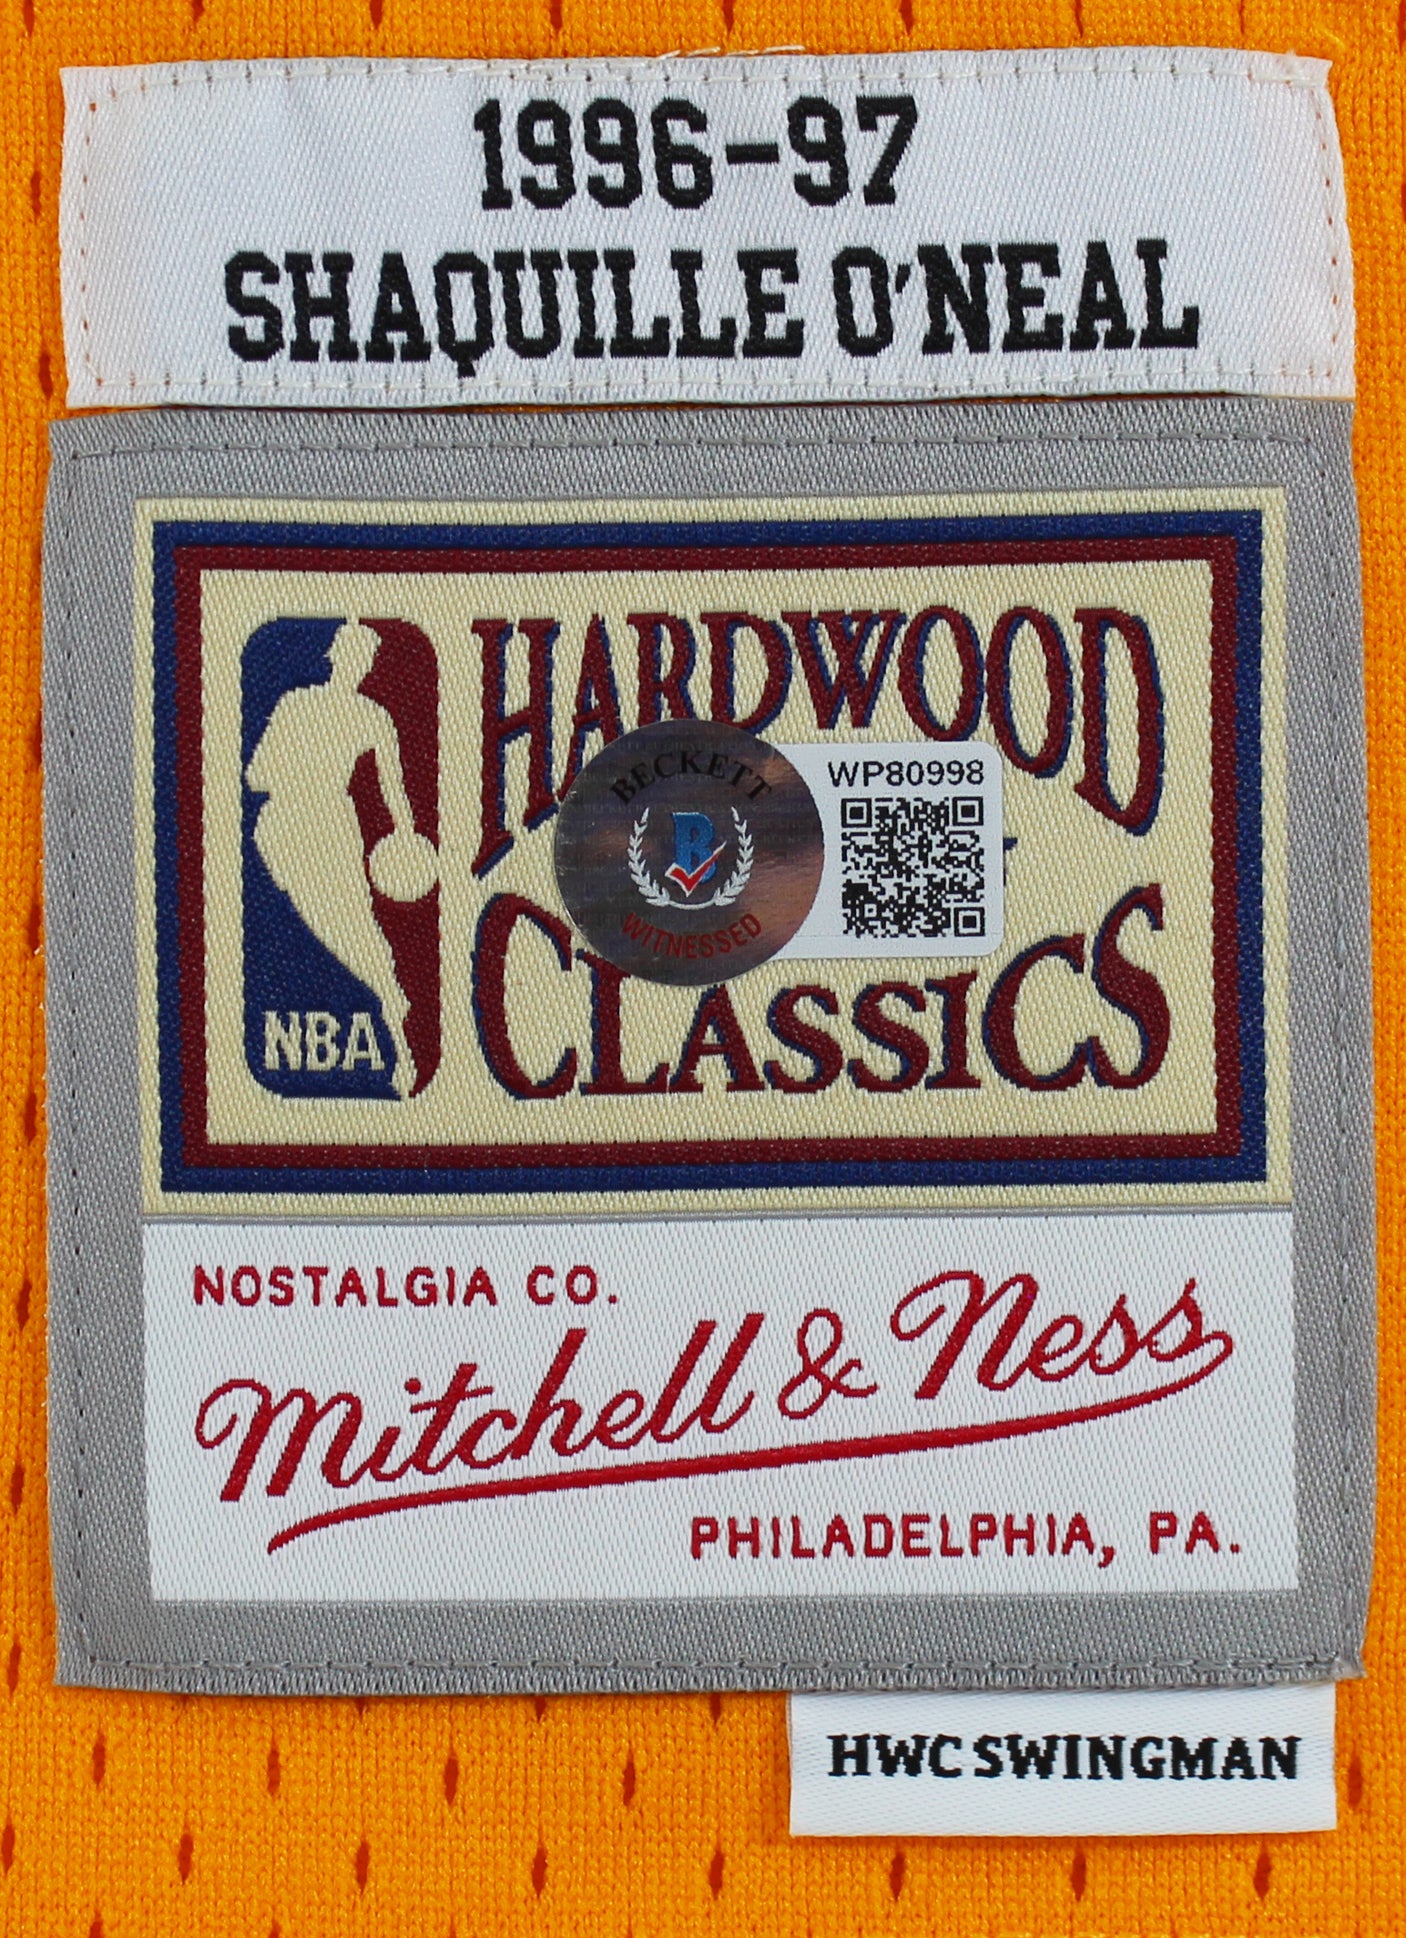 1996-97
SHAQUILLE O'NEAL
HARDWOOD
BECKETT
B
WITNESSED
WP80998
CLASSICS
NBA
NOSTALGIA CO.
Mitchell & Ness
PHILADELPHIA, PA.
HWC SWINGMAN